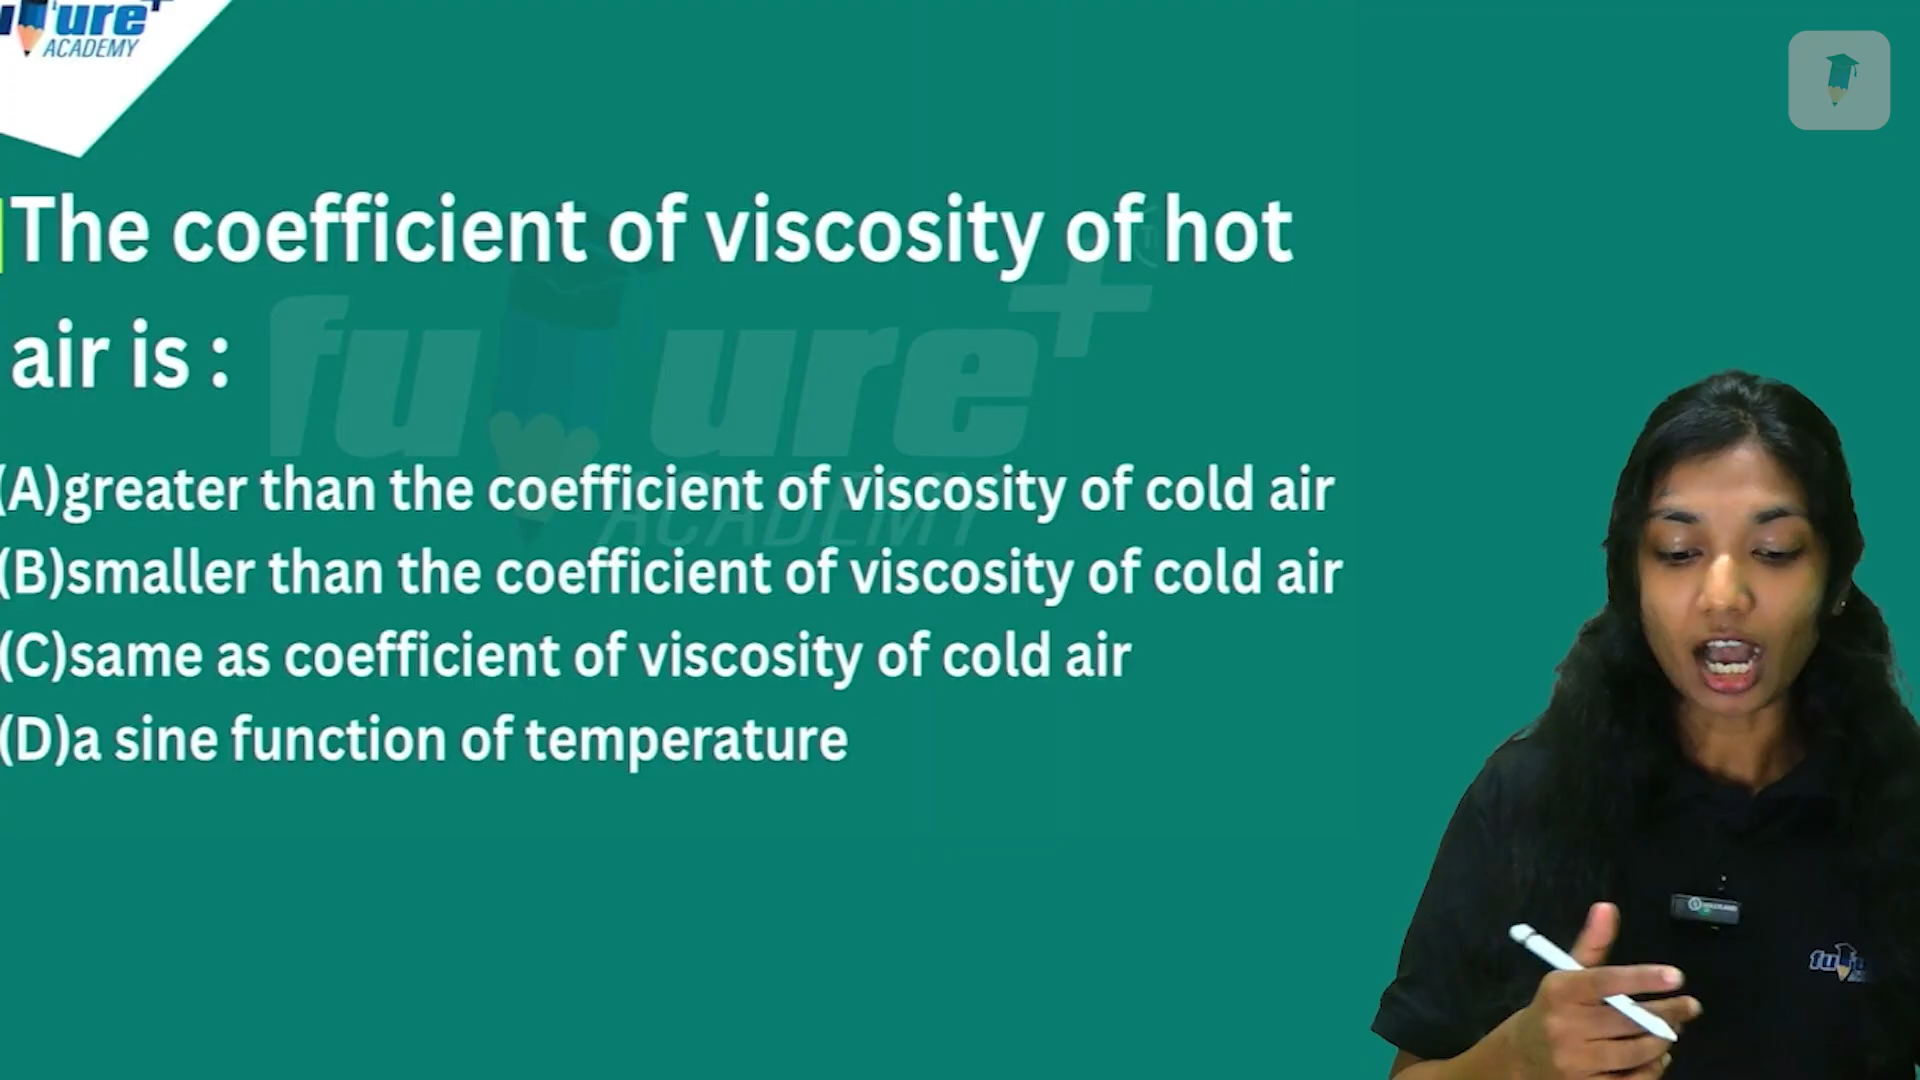 ACADEMY
The coefficient of viscosity of hot
air is :
future+
ACADEMY
(A)greater than the coefficient of viscosity of cold air
(B)smaller than the coefficient of viscosity of cold air
(C)same as coefficient of viscosity of cold air
(D)a sine function of temperature